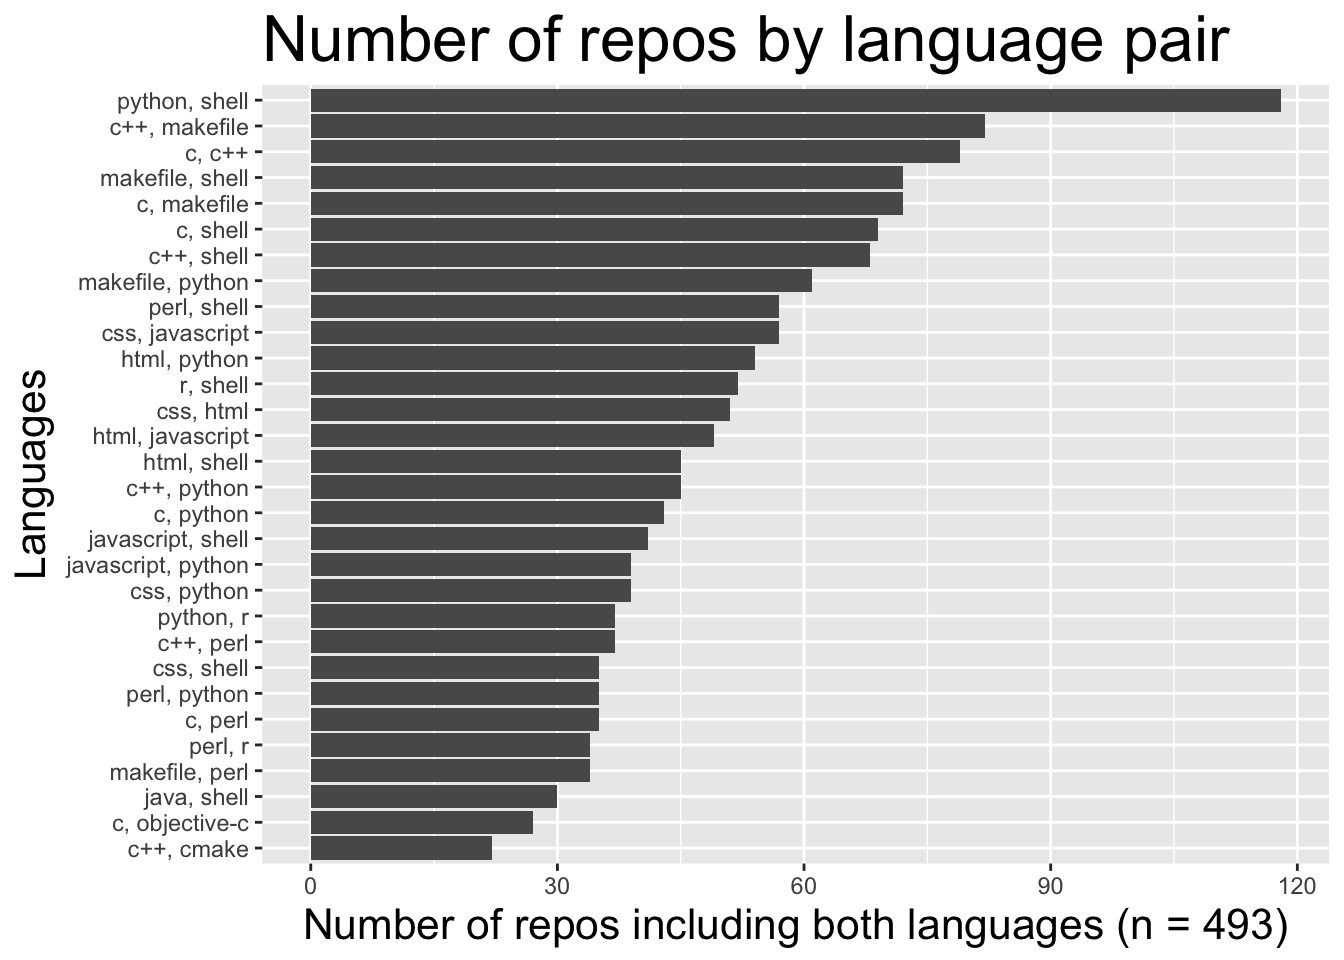 Number of repos by language pair
python, shell
c++, makefile
c, c++
makefile, shell
c, makefile
c, shell
c++, shell
makefile, python
perl, shell
css, javascript
html, python
r, shell
css, html
html, javascript
html, shell
c++, python
c, python
javascript, shell
javascript, python
css, python
python, r
c++, perl
css, shell
perl, python
c, perl
perl, r
makefile, perl
java, shell
c, objective-c
c++, cmake
Languages
0 30 60 90 120
Number of repos including both languages (n = 493)